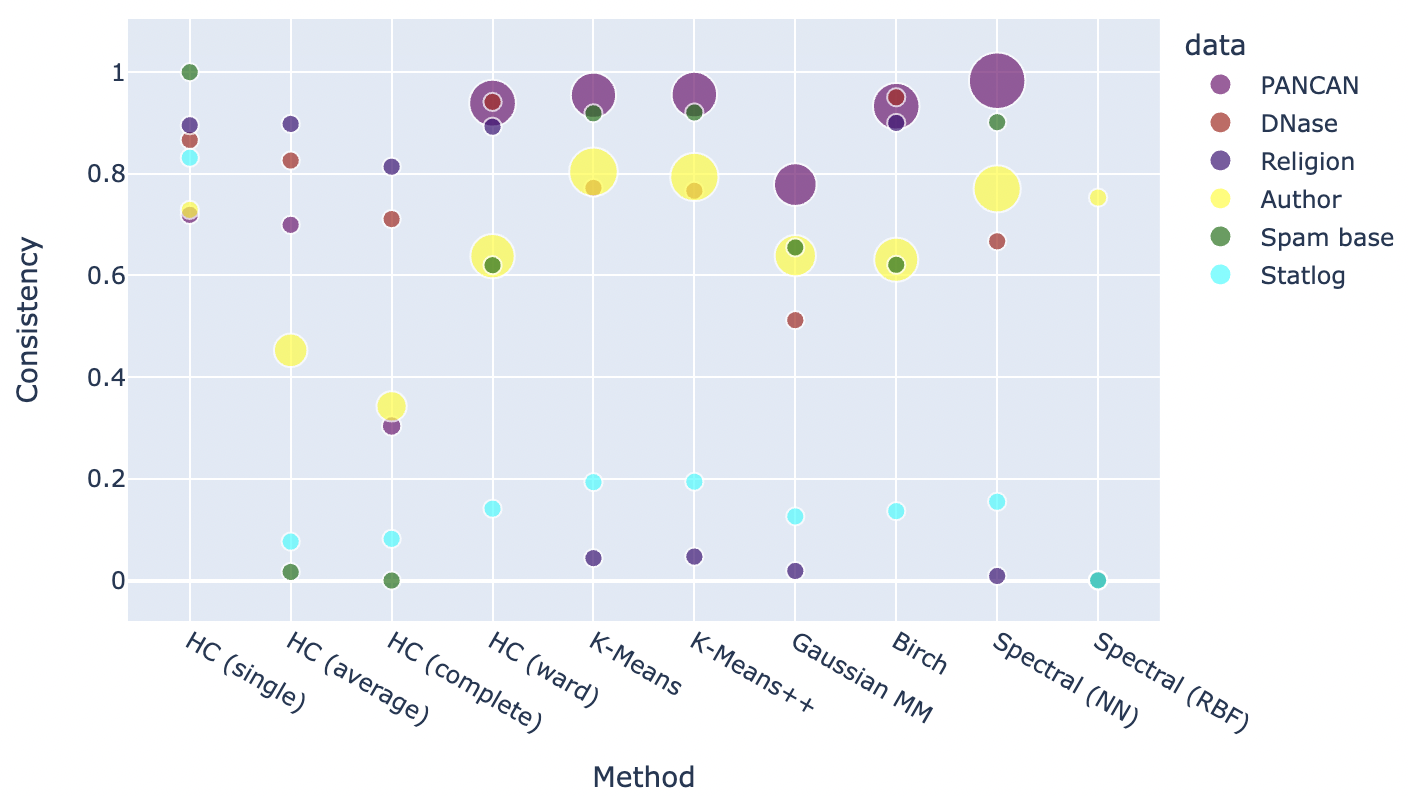 data
PANCAN
DNase
Religion
Author
Spam base
Statlog
Consistency
1
0.8
0.6
0.4
0.2
0
HC (single)
HC (average)
HC (complete)
HC (ward)
K-Means
K-Means++
Gaussian MM
Birch
Spectral (NN)
Spectral (RBF)
Method